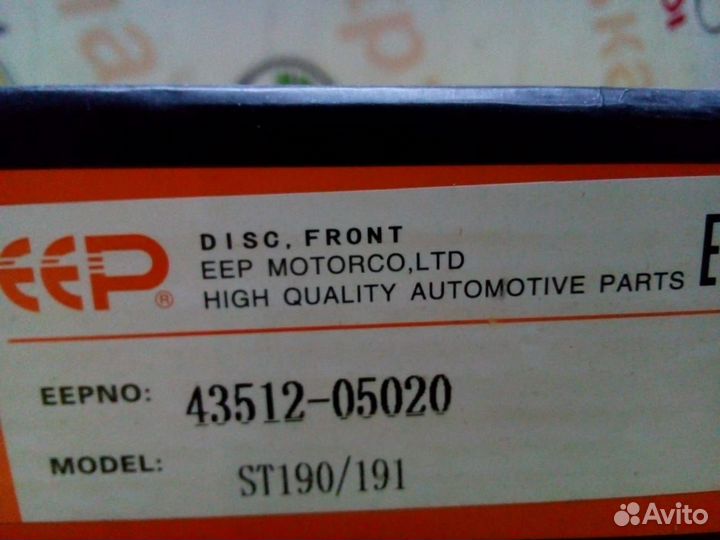 EEP®
DISC, FRONT
EEP MOTORCO,LTD
HIGH QUALITY AUTOMOTIVE PARTS
EEPNO: 43512-05020
MODEL: ST190/191
Avito